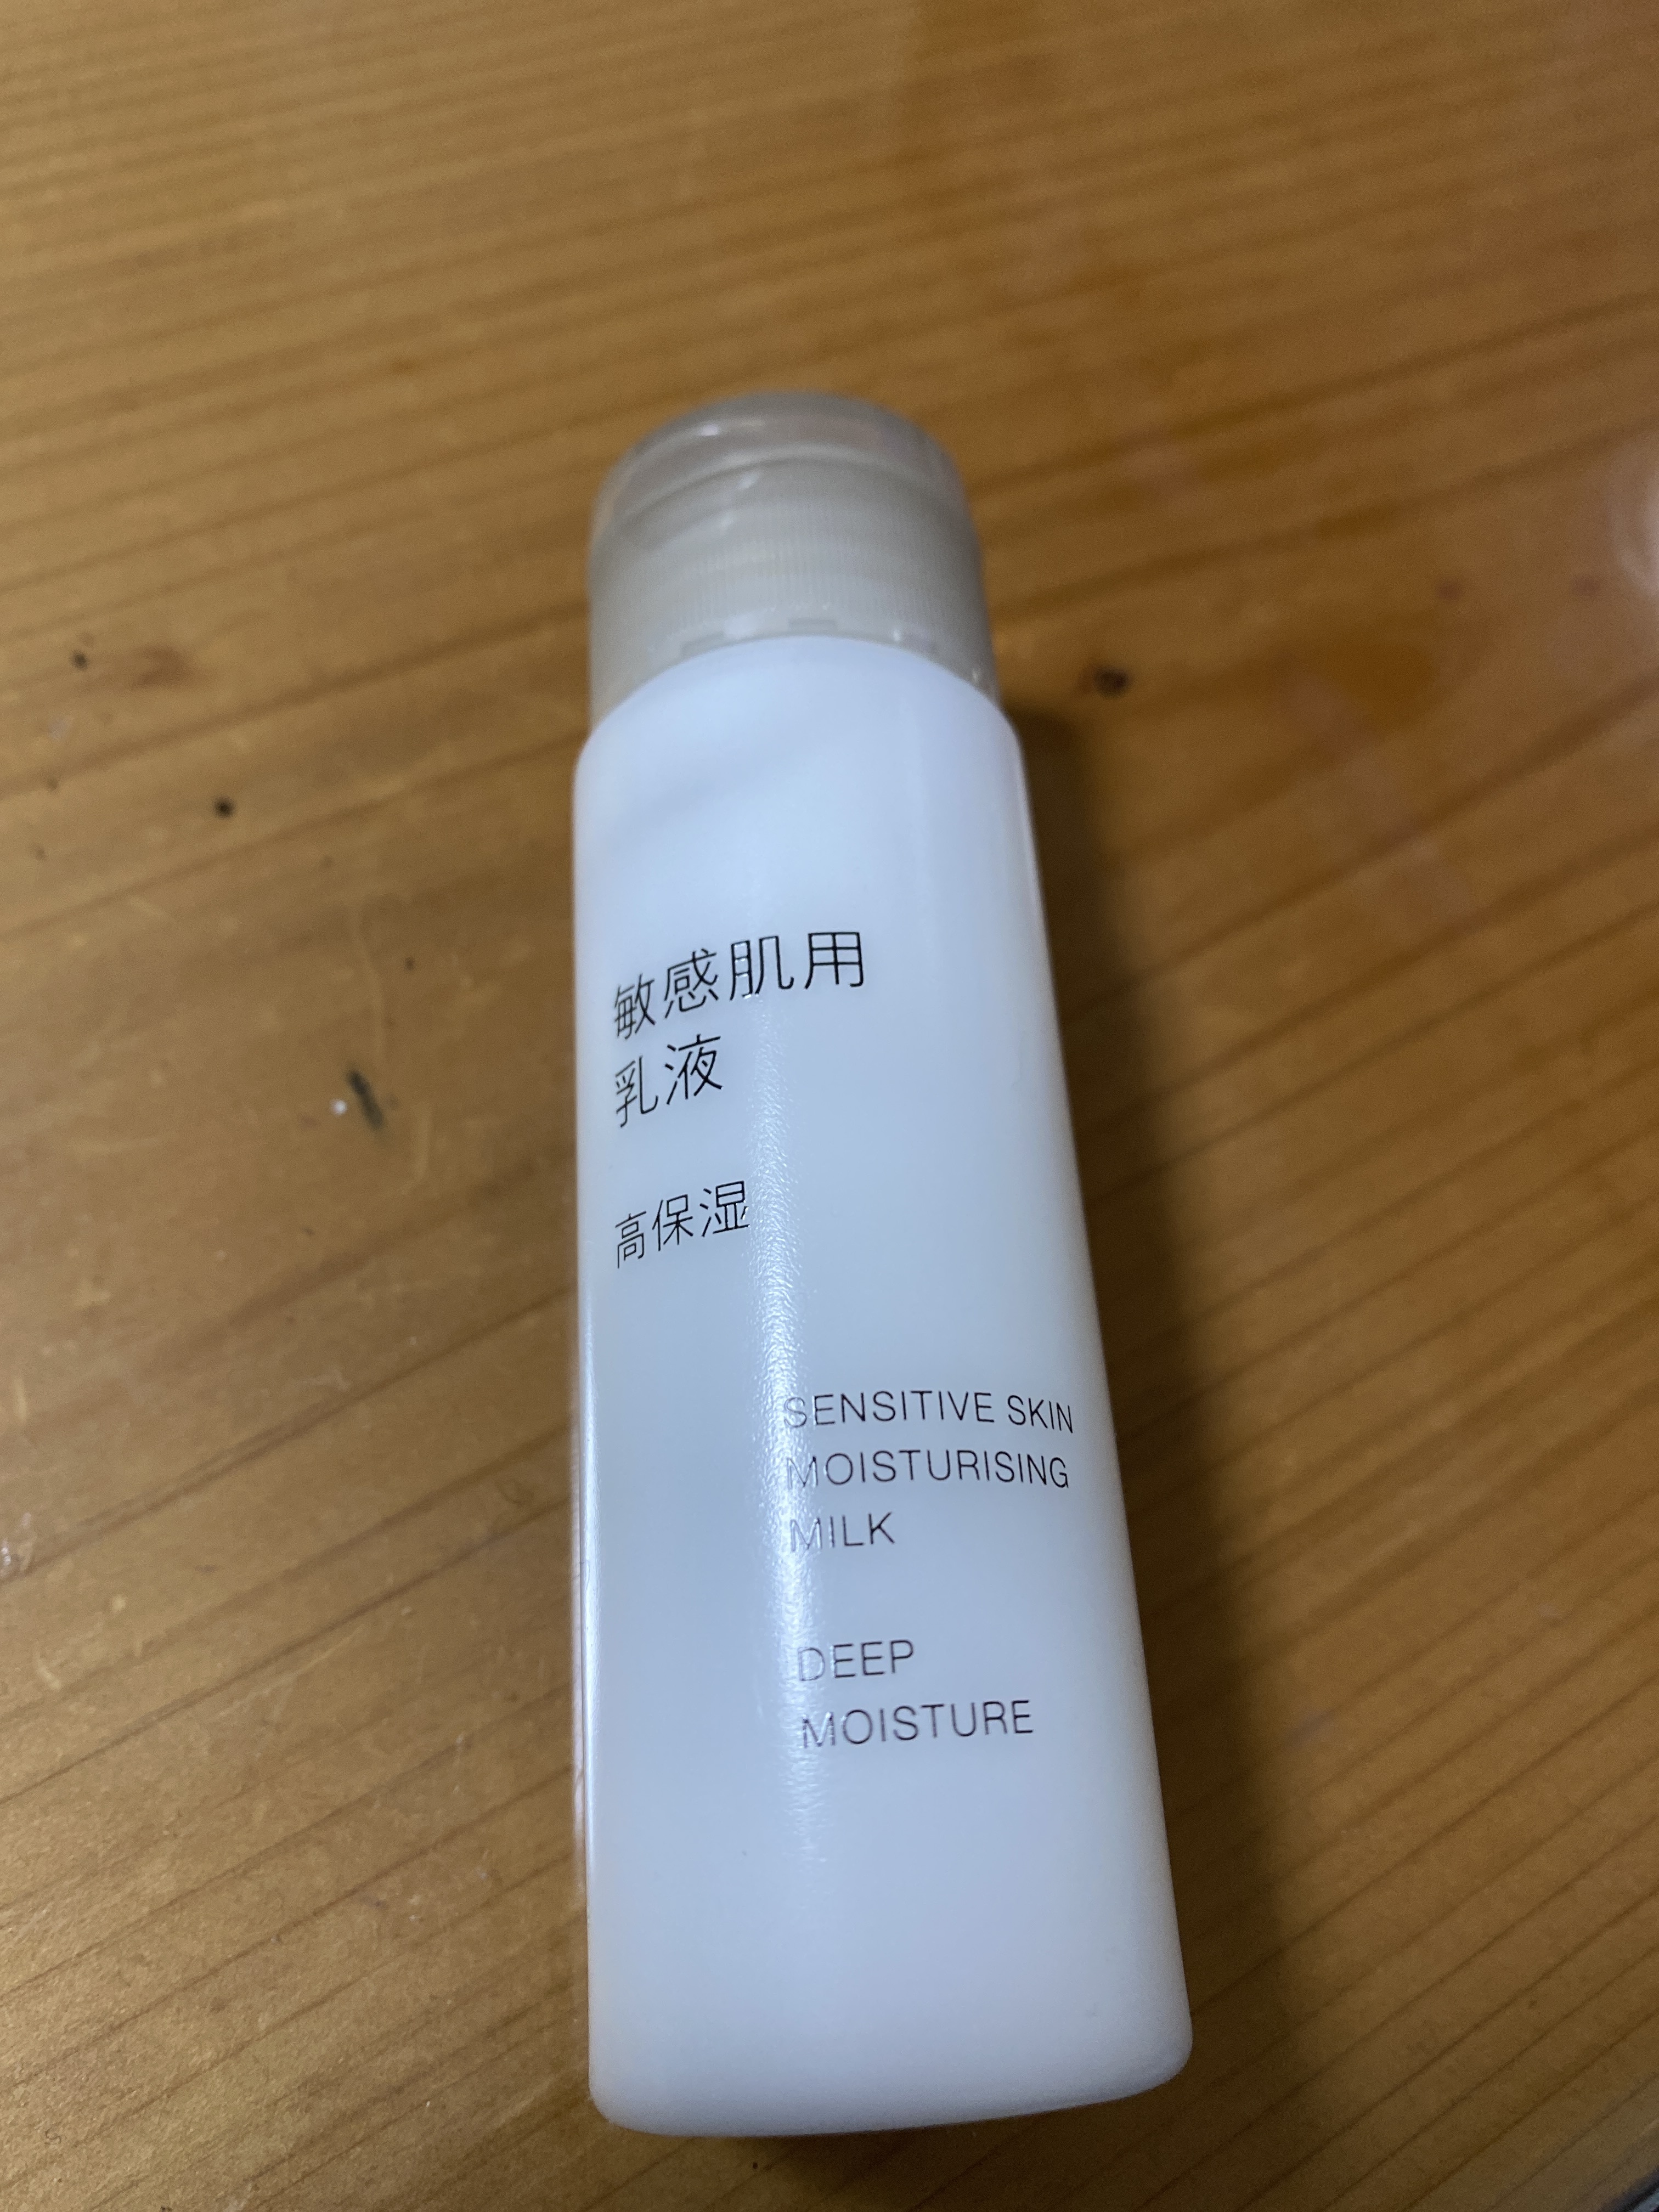 敏感肌用
乳液
高保湿
SENSITIVE SKIN
MOISTURISING
MILK
DEEP
MOISTURE